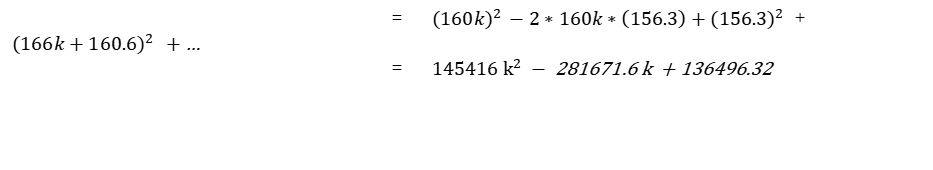 = (160k)² − 2 * 160k * (156.3) + (156.3)² +
(166k + 160.6)² + ...
= 145416 k² − 281671.6 k + 136496.32